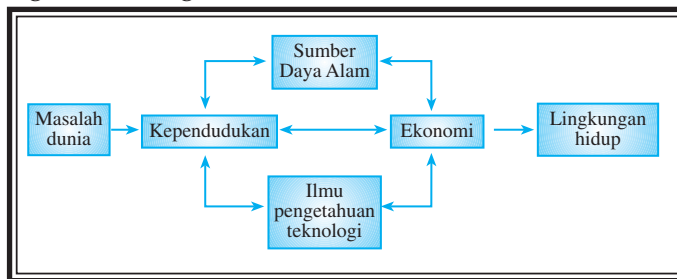 Sumber
Daya Alam
Masalah
dunia
Kependudukan
Ekonomi
Lingkungan
hidup
Ilmu
pengetahuan
teknologi